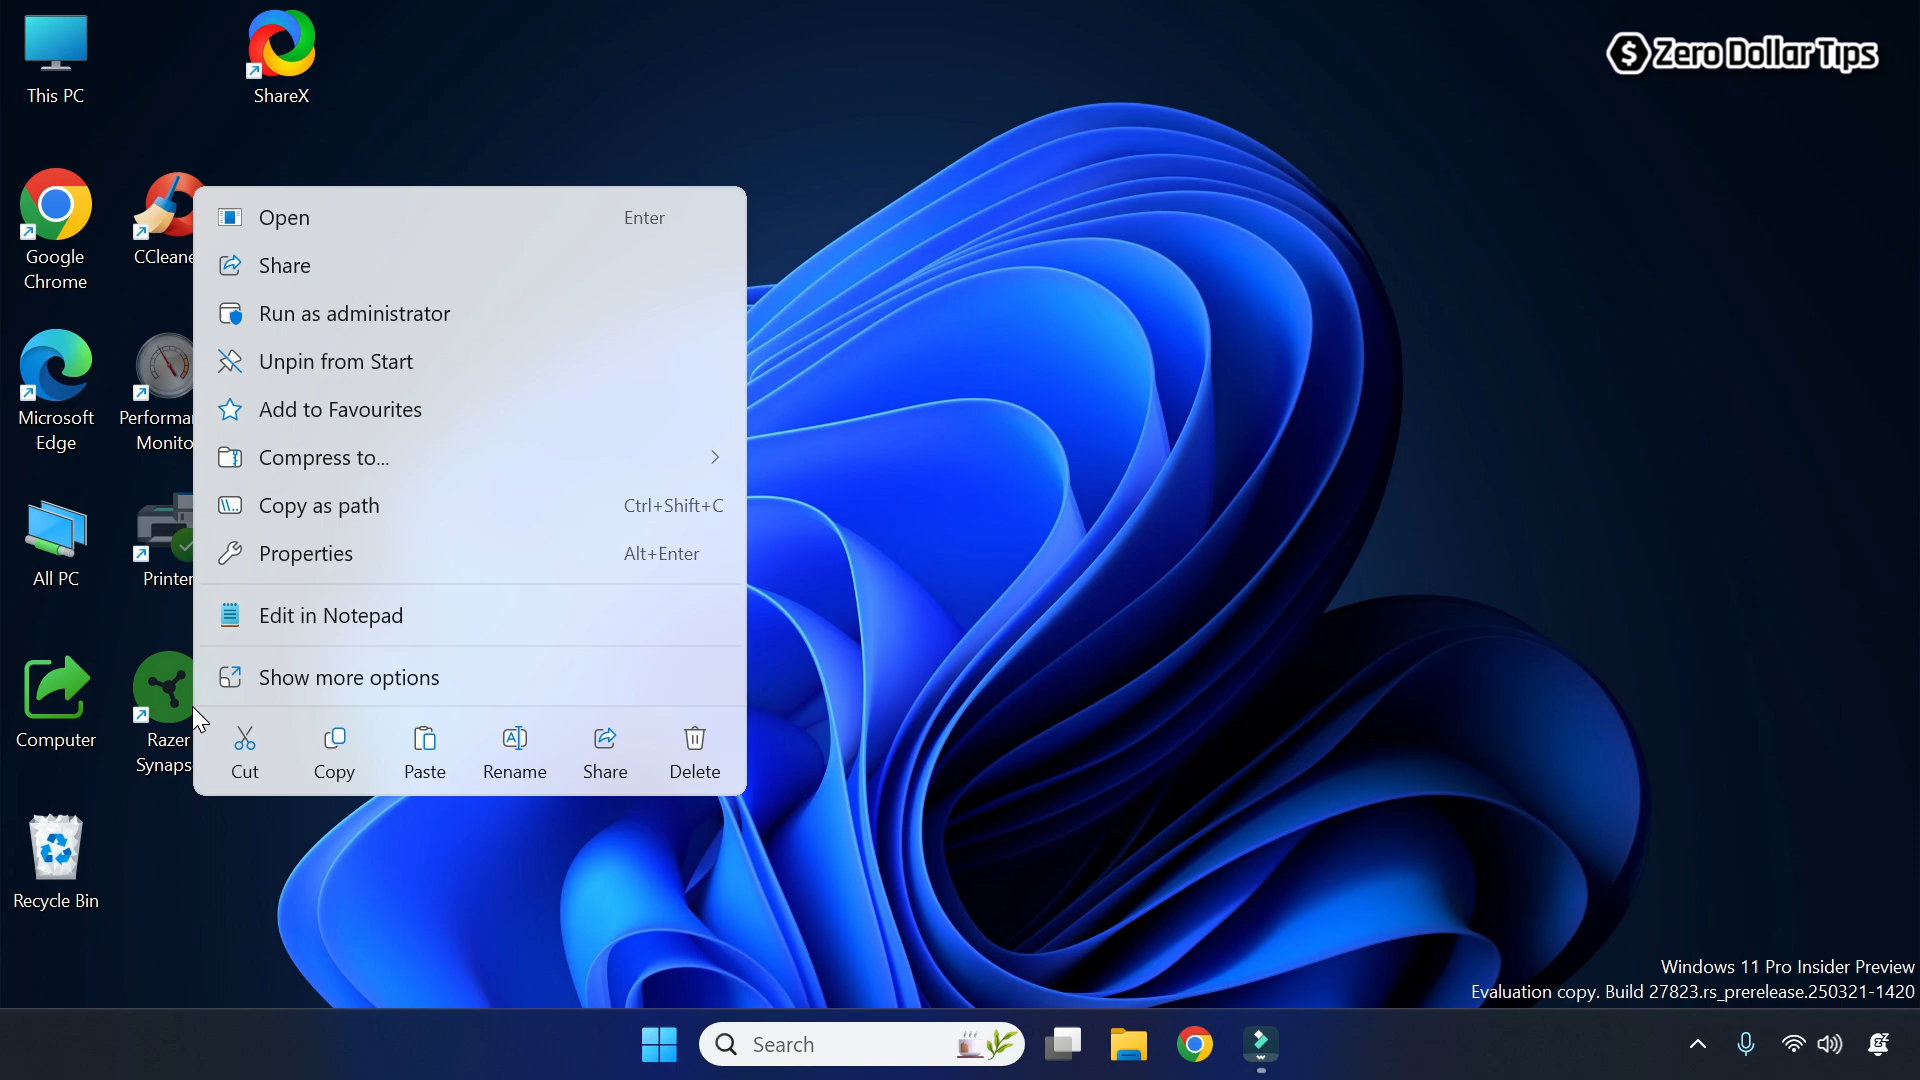 This PC
ShareX
Zero Dollar Tips
Google
Chrome
CCleane
Open Enter
Share
Run as administrator
Unpin from Start
Add to Favourites
Compress to...
Copy as path Ctrl+Shift+C
Properties Alt+Enter
Edit in Notepad
Show more options
Cut Copy Paste Rename Share Delete
Microsoft
Edge
Performa
Monito
All PC
Printer
Computer
Razer
Synaps
Recycle Bin
Windows 11 Pro Insider Preview
Evaluation copy. Build 27823.rs_prerelease.250321-1420
Search